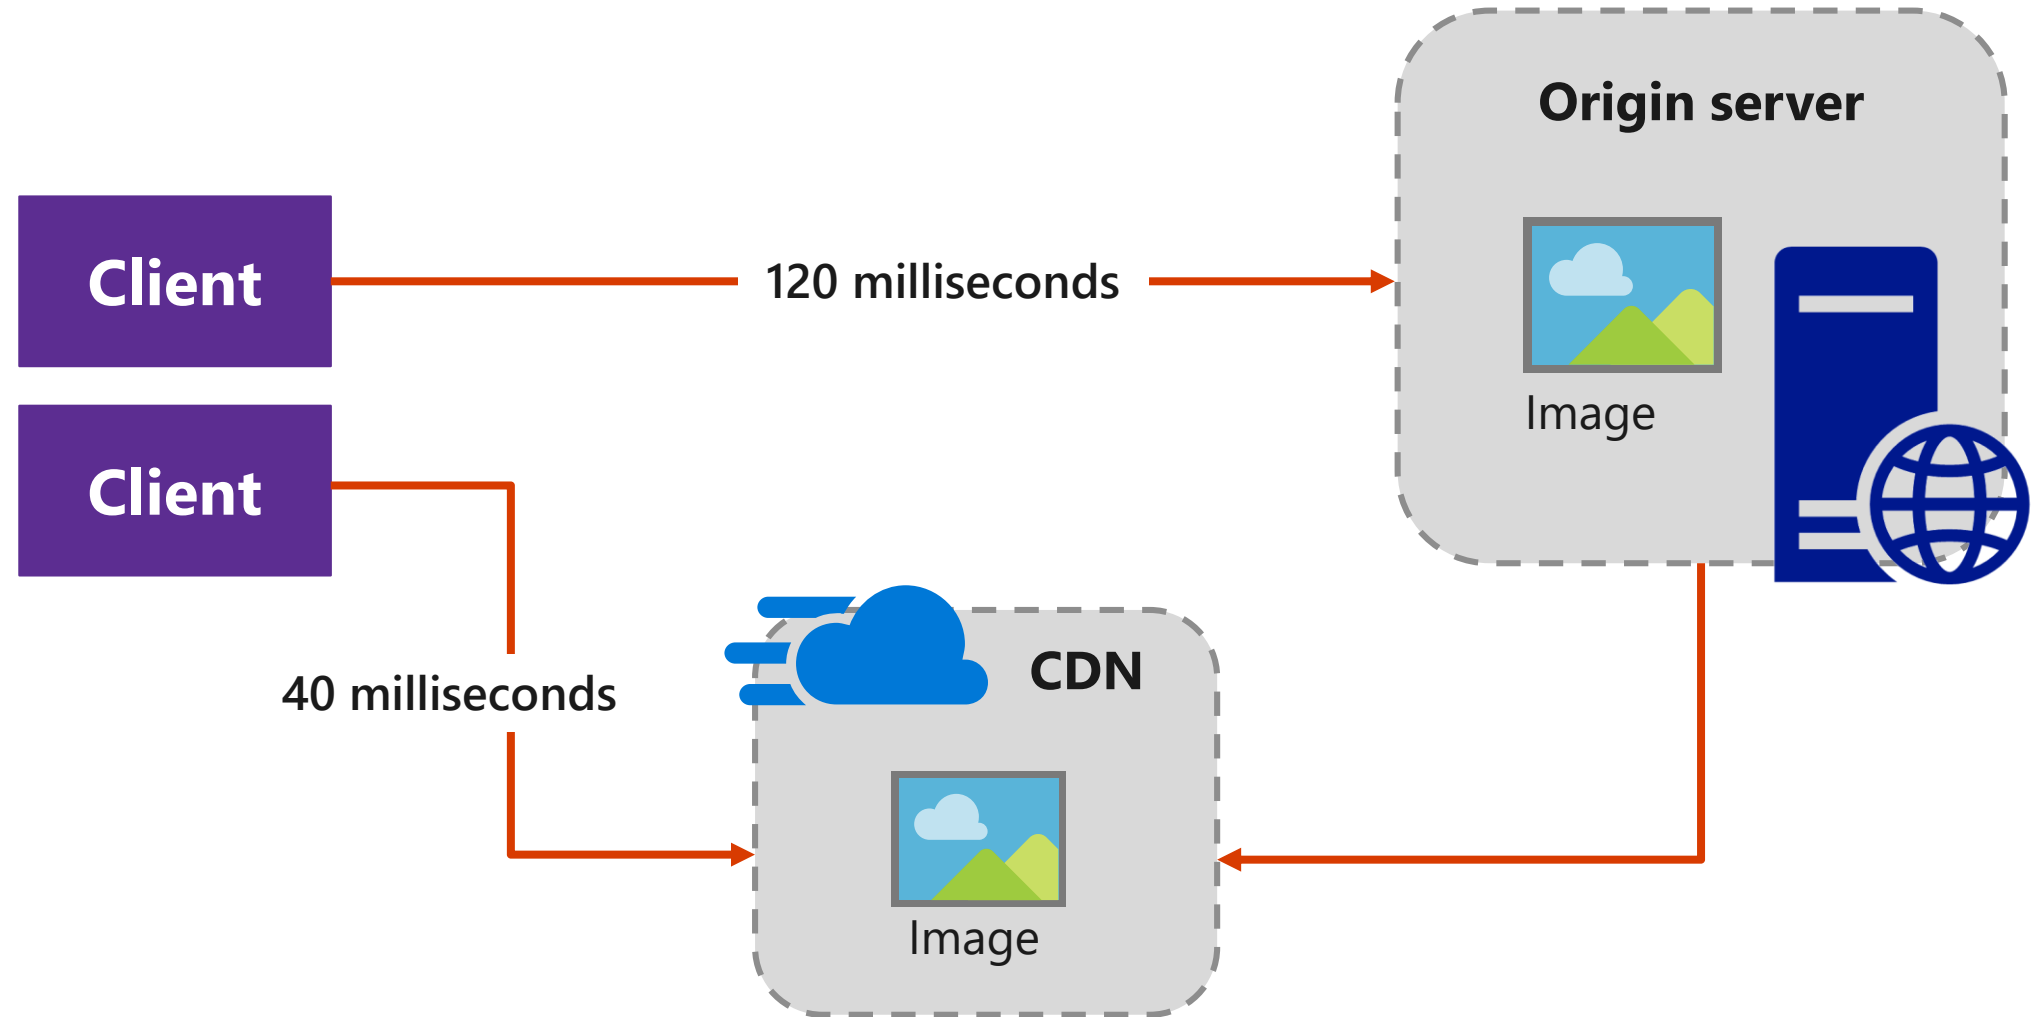 Origin server
Client
120 milliseconds
Image
Client
CDN
40 milliseconds
Image